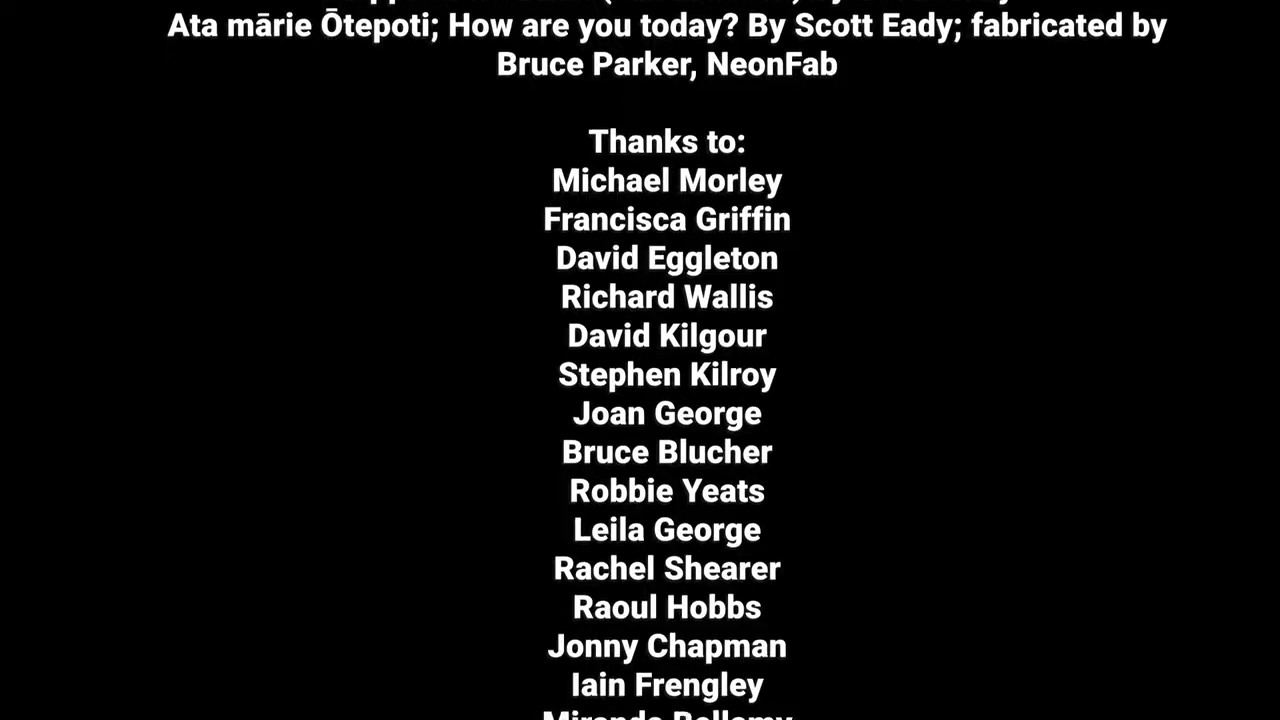 Ata mārie Ōtepoti; How are you today? By Scott Eady; fabricated by
Bruce Parker, NeonFab
Thanks to:
Michael Morley
Francisca Griffin
David Eggleton
Richard Wallis
David Kilgour
Stephen Kilroy
Joan George
Bruce Blucher
Robbie Yeats
Leila George
Rachel Shearer
Raoul Hobbs
Jonny Chapman
Iain Frengley
Miranda Bellamy